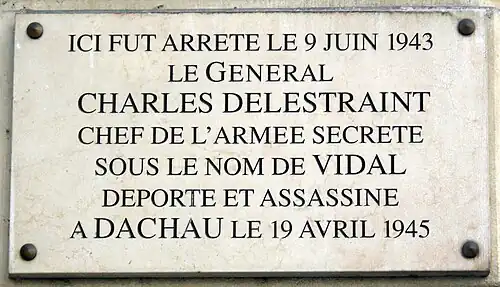 ICI FUT ARRETE LE 9 JUIN 1943
LE GENERAL
CHARLES DELESTRAINT
CHEF DE L'ARMEE SECRETE
SOUS LE NOM DE VIDAL
DEPORTE ET ASSASSINE
A DACHAU LE 19 AVRIL 1945